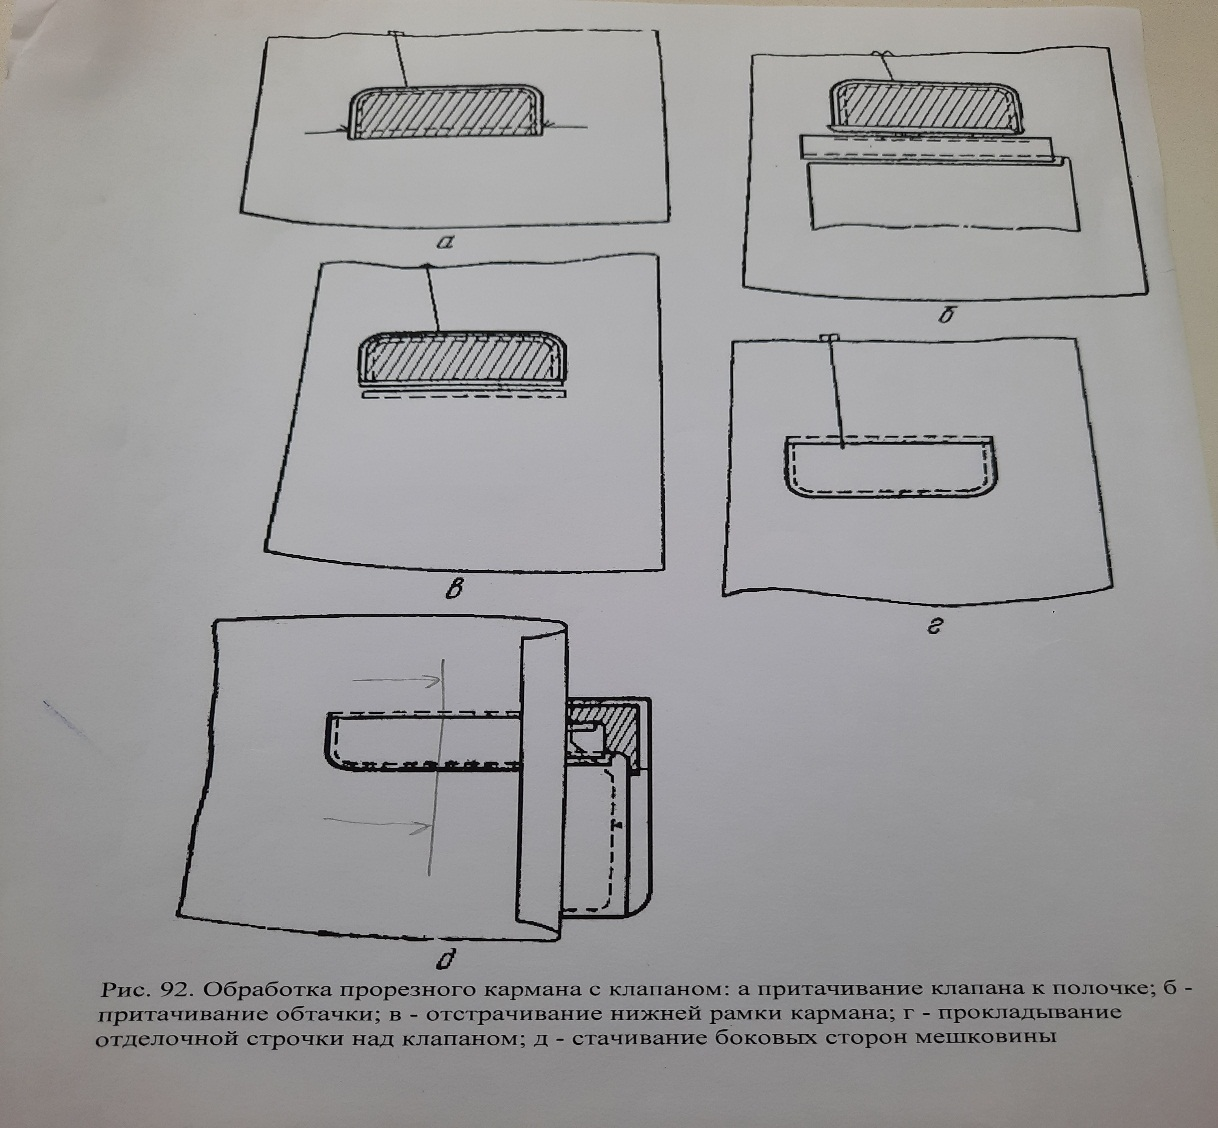 а
б
в
г
д
Рис. 92. Обработка прорезного кармана с клапаном: а притачивание клапана к полочке; б -
притачивание обтачки; в - отстрачивание нижней рамки кармана; г - прокладывание
отделочной строчки над клапаном; д - стачивание боковых сторон мешковины